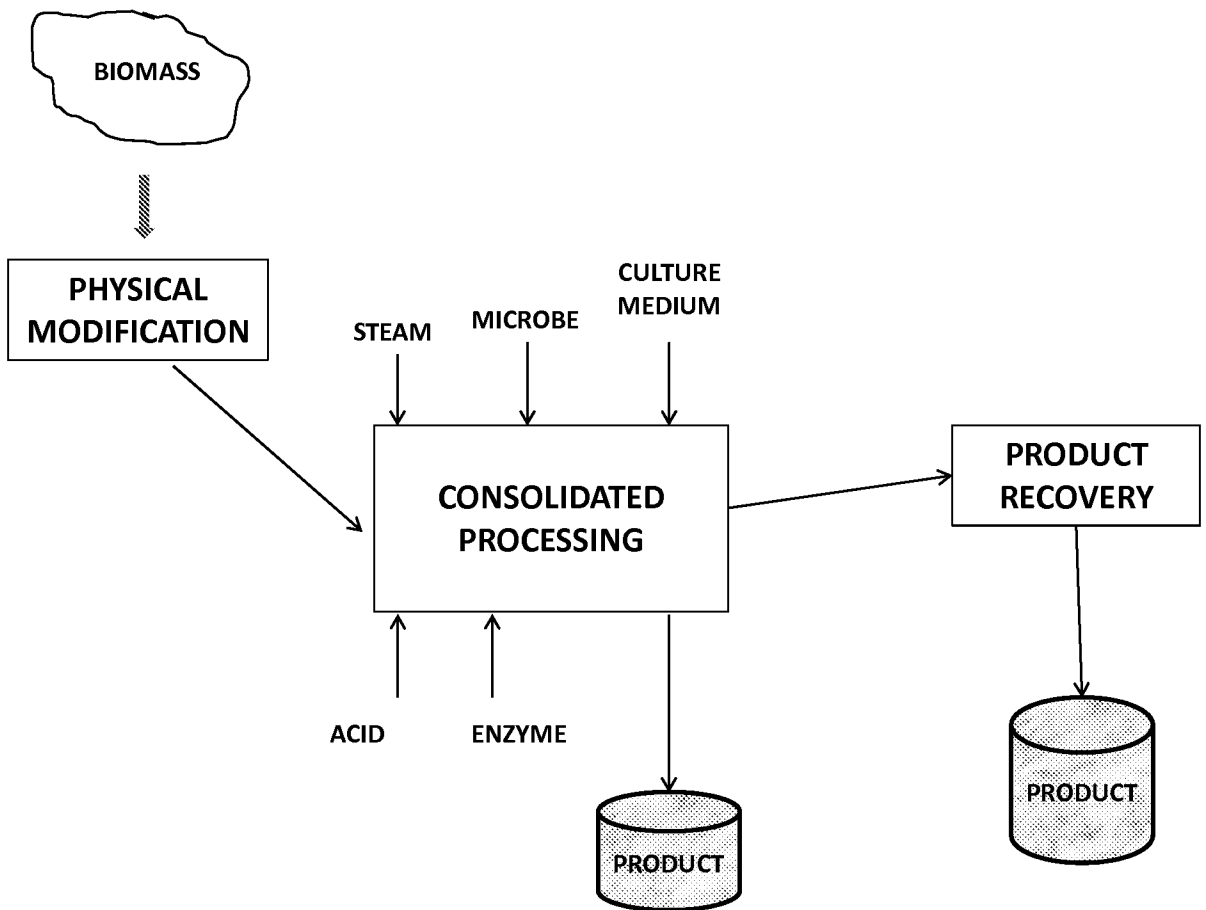 BIOMASS
PHYSICAL
MODIFICATION
STEAM
MICROBE
CULTURE
MEDIUM
CONSOLIDATED
PROCESSING
PRODUCT
RECOVERY
ACID
ENZYME
PRODUCT
PRODUCT